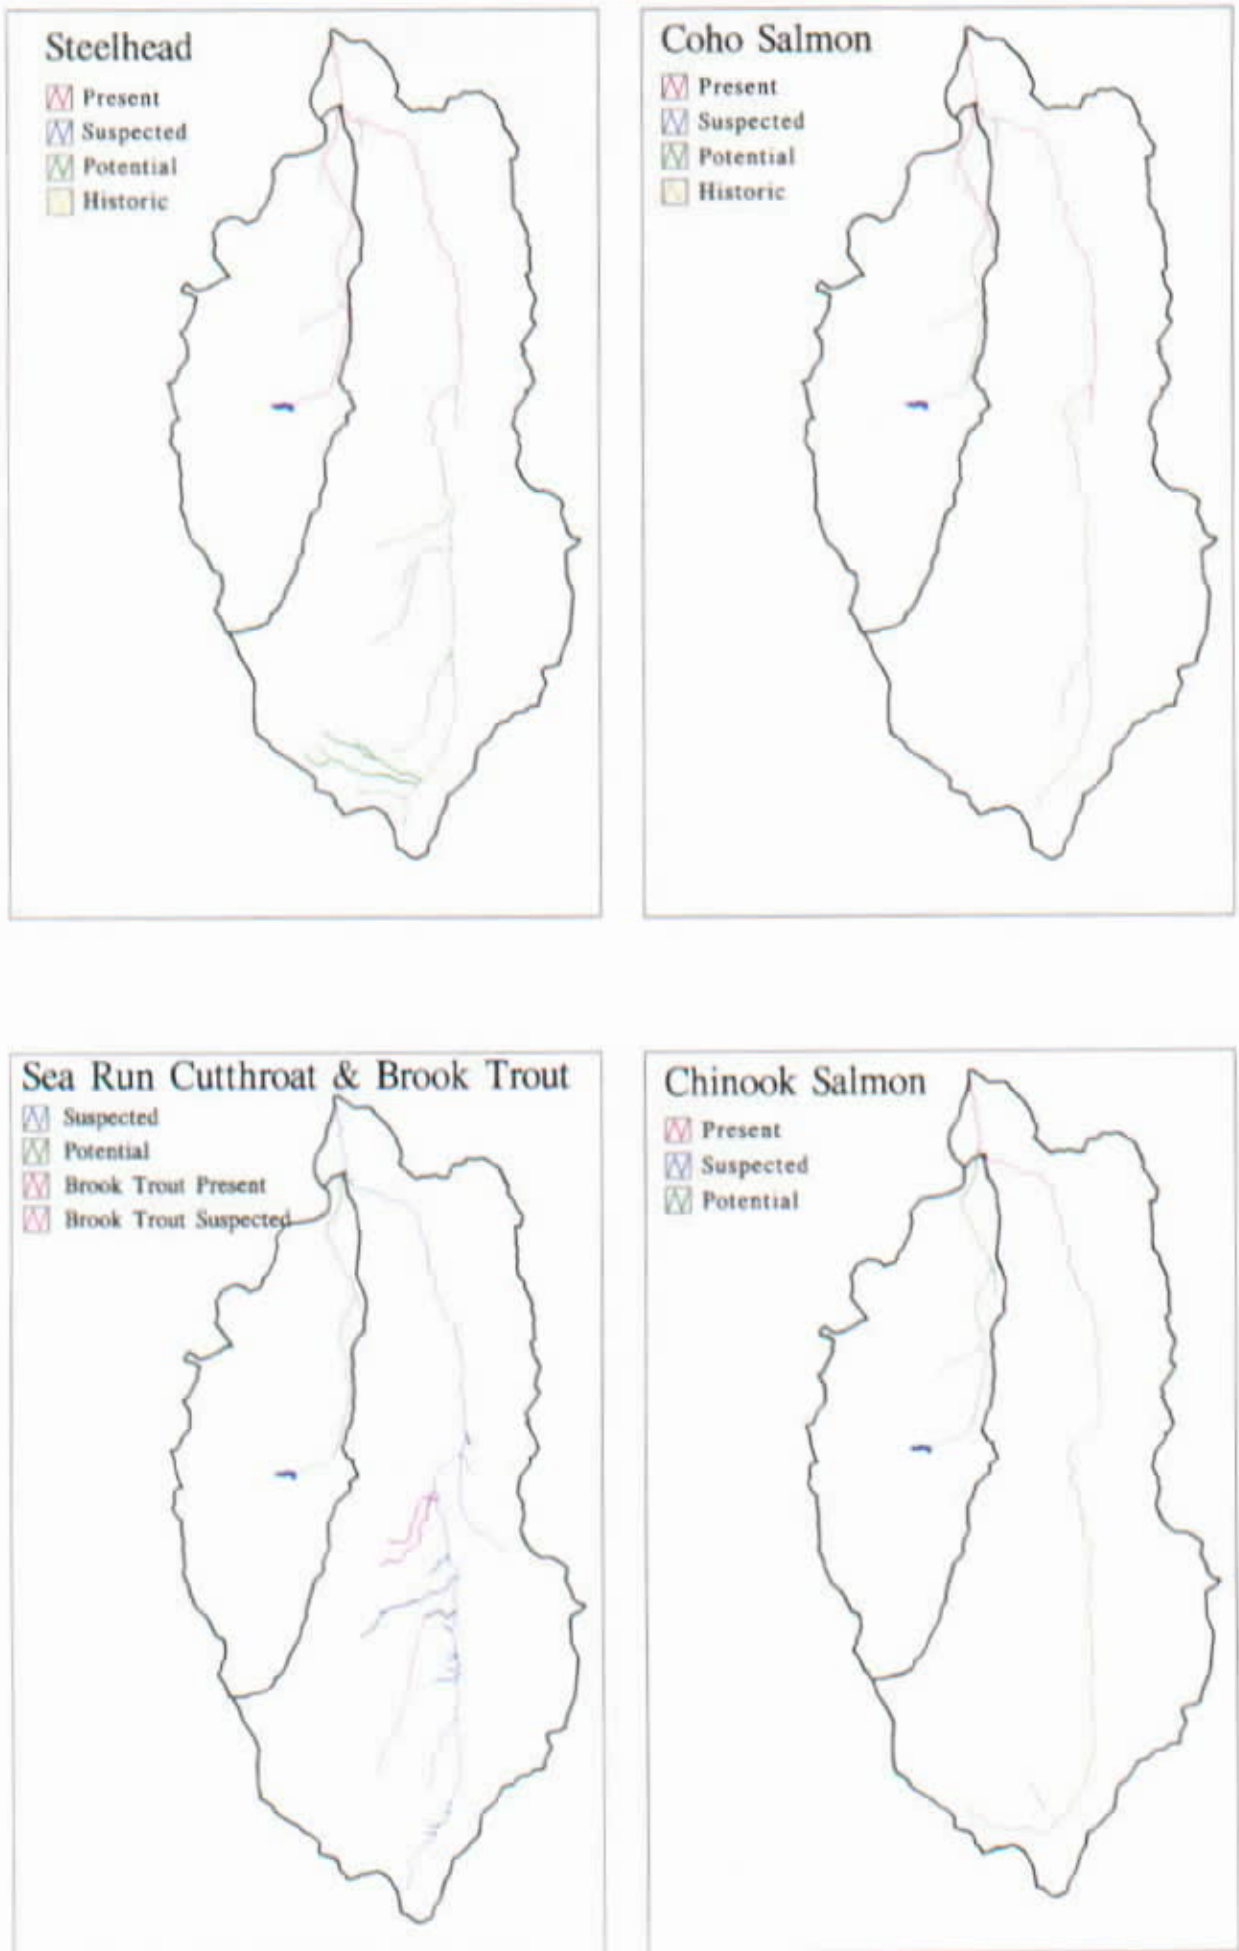 Steelhead
Present
Suspected
Potential
Historic
Coho Salmon
Present
Suspected
Potential
Historic
Sea Run Cutthroat & Brook Trout
Suspected
Potential
Brook Trout Present
Brook Trout Suspected
Chinook Salmon
Present
Suspected
Potential